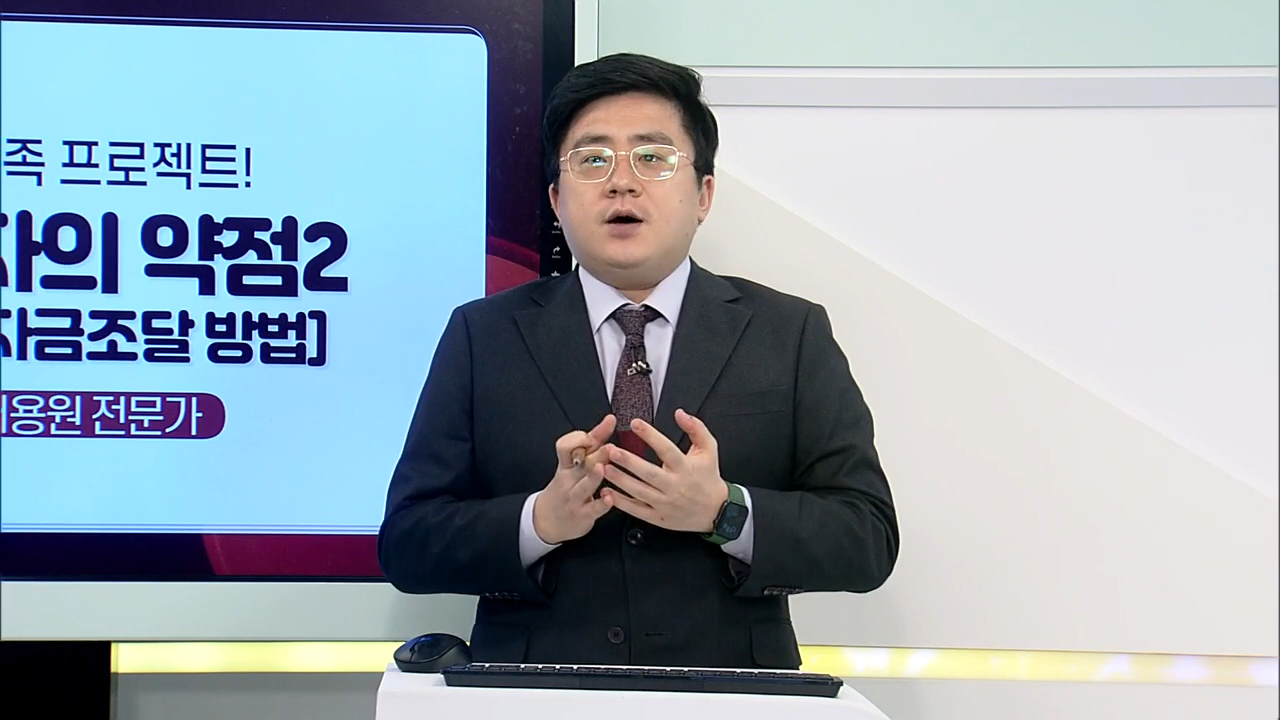 족 프로젝트!
자의 약점2
자금조달 방법]
용원 전문가